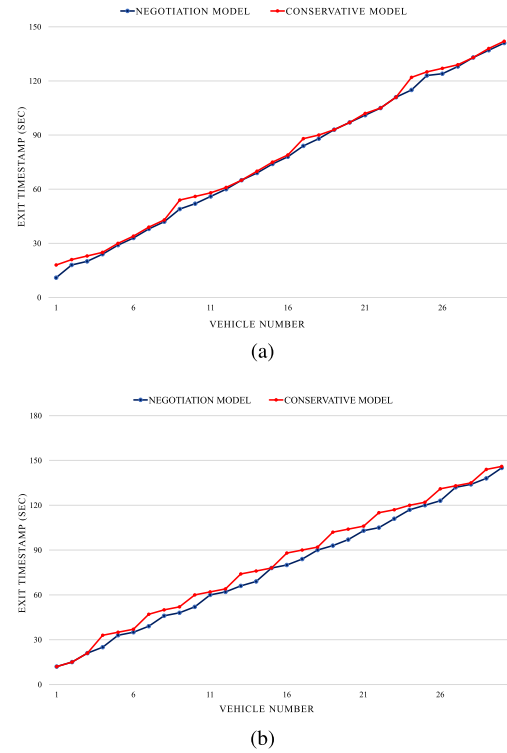 NEGOTIATION MODEL CONSERVATIVE MODEL
150
120
90
60
30
0
EXIT TIMESTAMP (SEC)
1 6 11 16 21 26
VEHICLE NUMBER
(a)
NEGOTIATION MODEL CONSERVATIVE MODEL
180
150
120
90
60
30
0
EXIT TIMESTAMP (SEC)
1 6 11 16 21 26
VEHICLE NUMBER
(b)